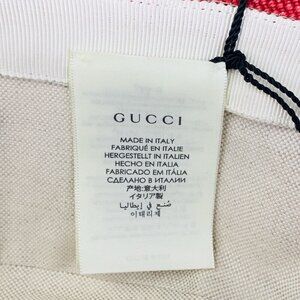 GUCCI
MADE IN ITALY
FABRIQUÉ EN ITALIE
HERGESTELLT IN ITALIEN
HECHO EN ITALIA
FABRICADO EM ITÁLIA
СДЕЛАНО В ИТАЛИИ
产地:意大利
イタリア製
صُنع في إيطاليا
이태리제